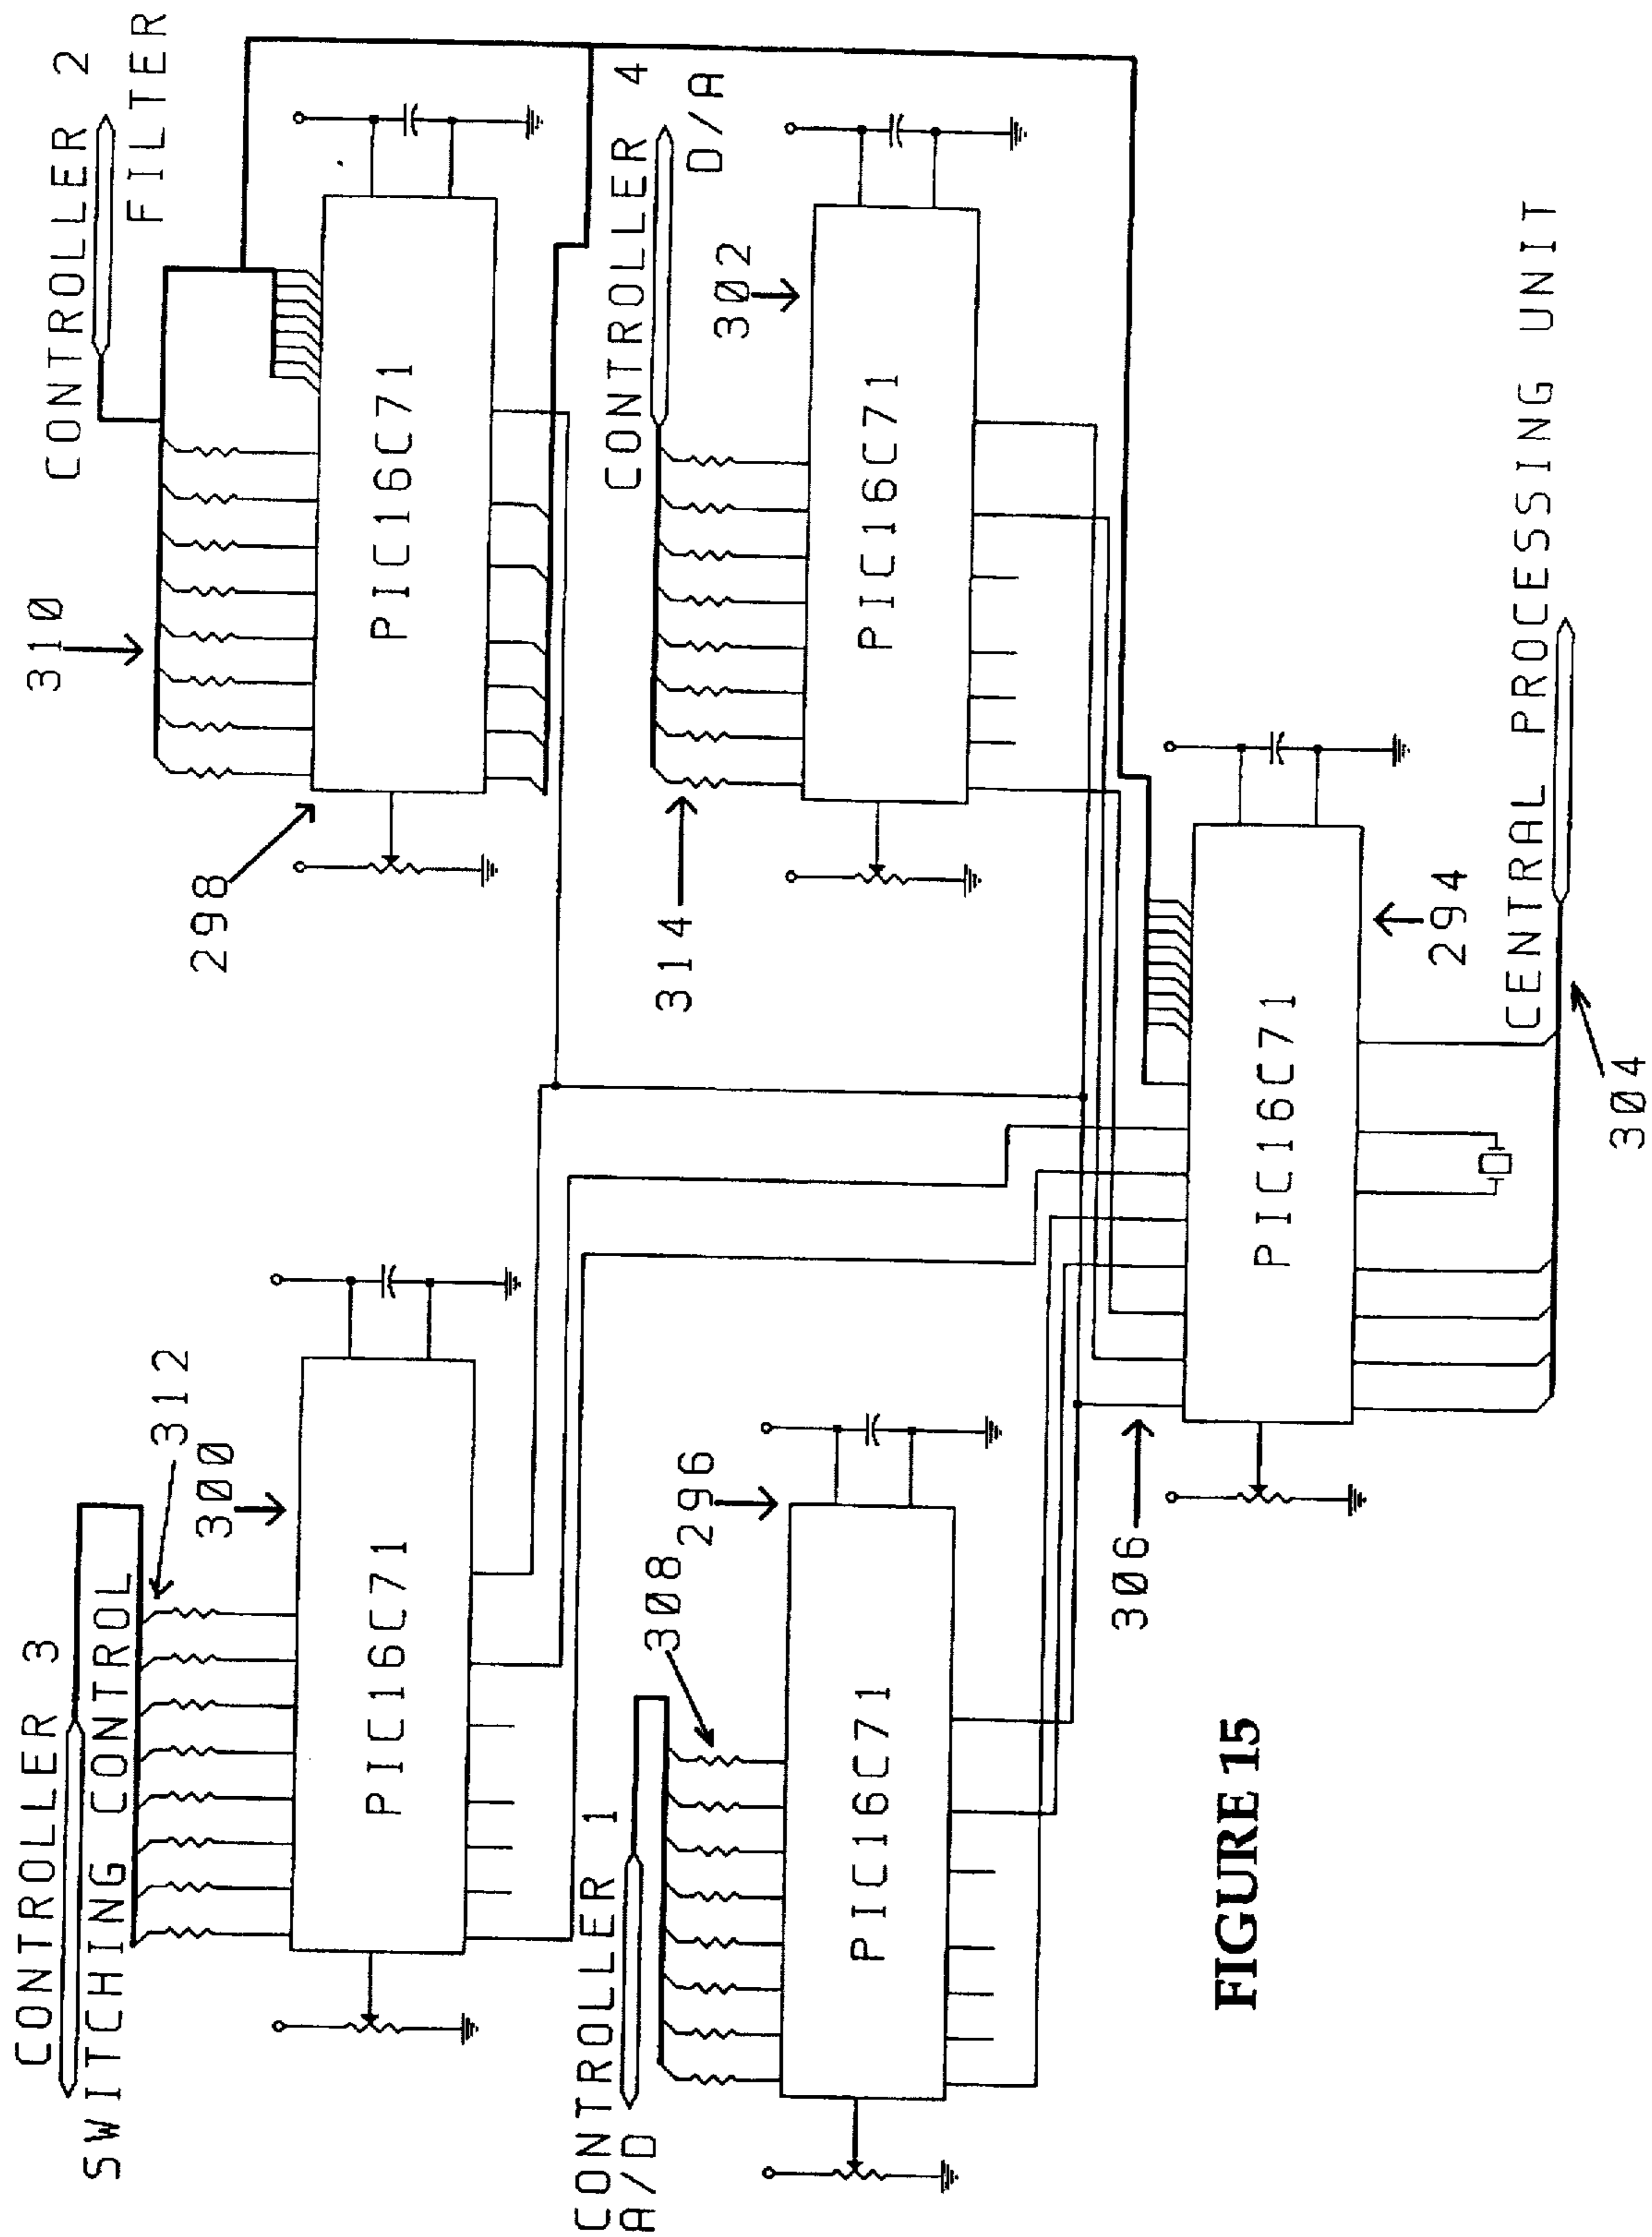 CONTROLLER 3
SWITCHING CONTROL
312
300
PIC16C71
310
CONTROLLER 2
FILTER
298
PIC16C71
CONTROLLER 1
A/D
308
296
PIC16C71
CONTROLLER 4
D/A
314
302
PIC16C71
306
PIC16C71
294
CENTRAL PROCESSING UNIT
304
FIGURE 15